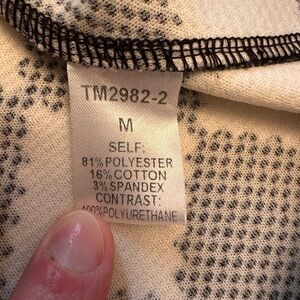 TM2982-2
M
SELF:
81% POLYESTER
16% COTTON
3% SPANDEX
CONTRAST:
100% POLYURETHANE